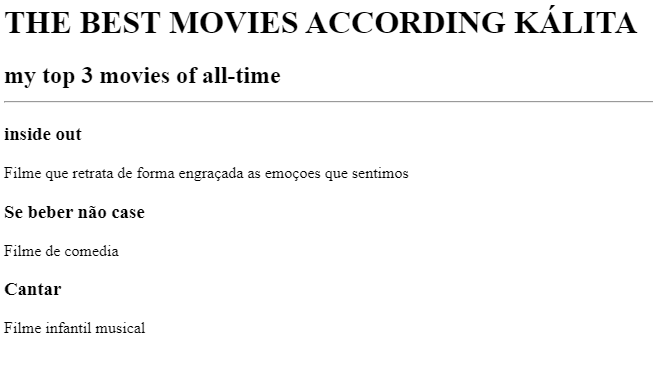 THE BEST MOVIES ACCORDING KÁLITA
my top 3 movies of all-time
inside out
Filme que retrata de forma engraçada as emoçoes que sentimos
Se beber não case
Filme de comedia
Cantar
Filme infantil musical